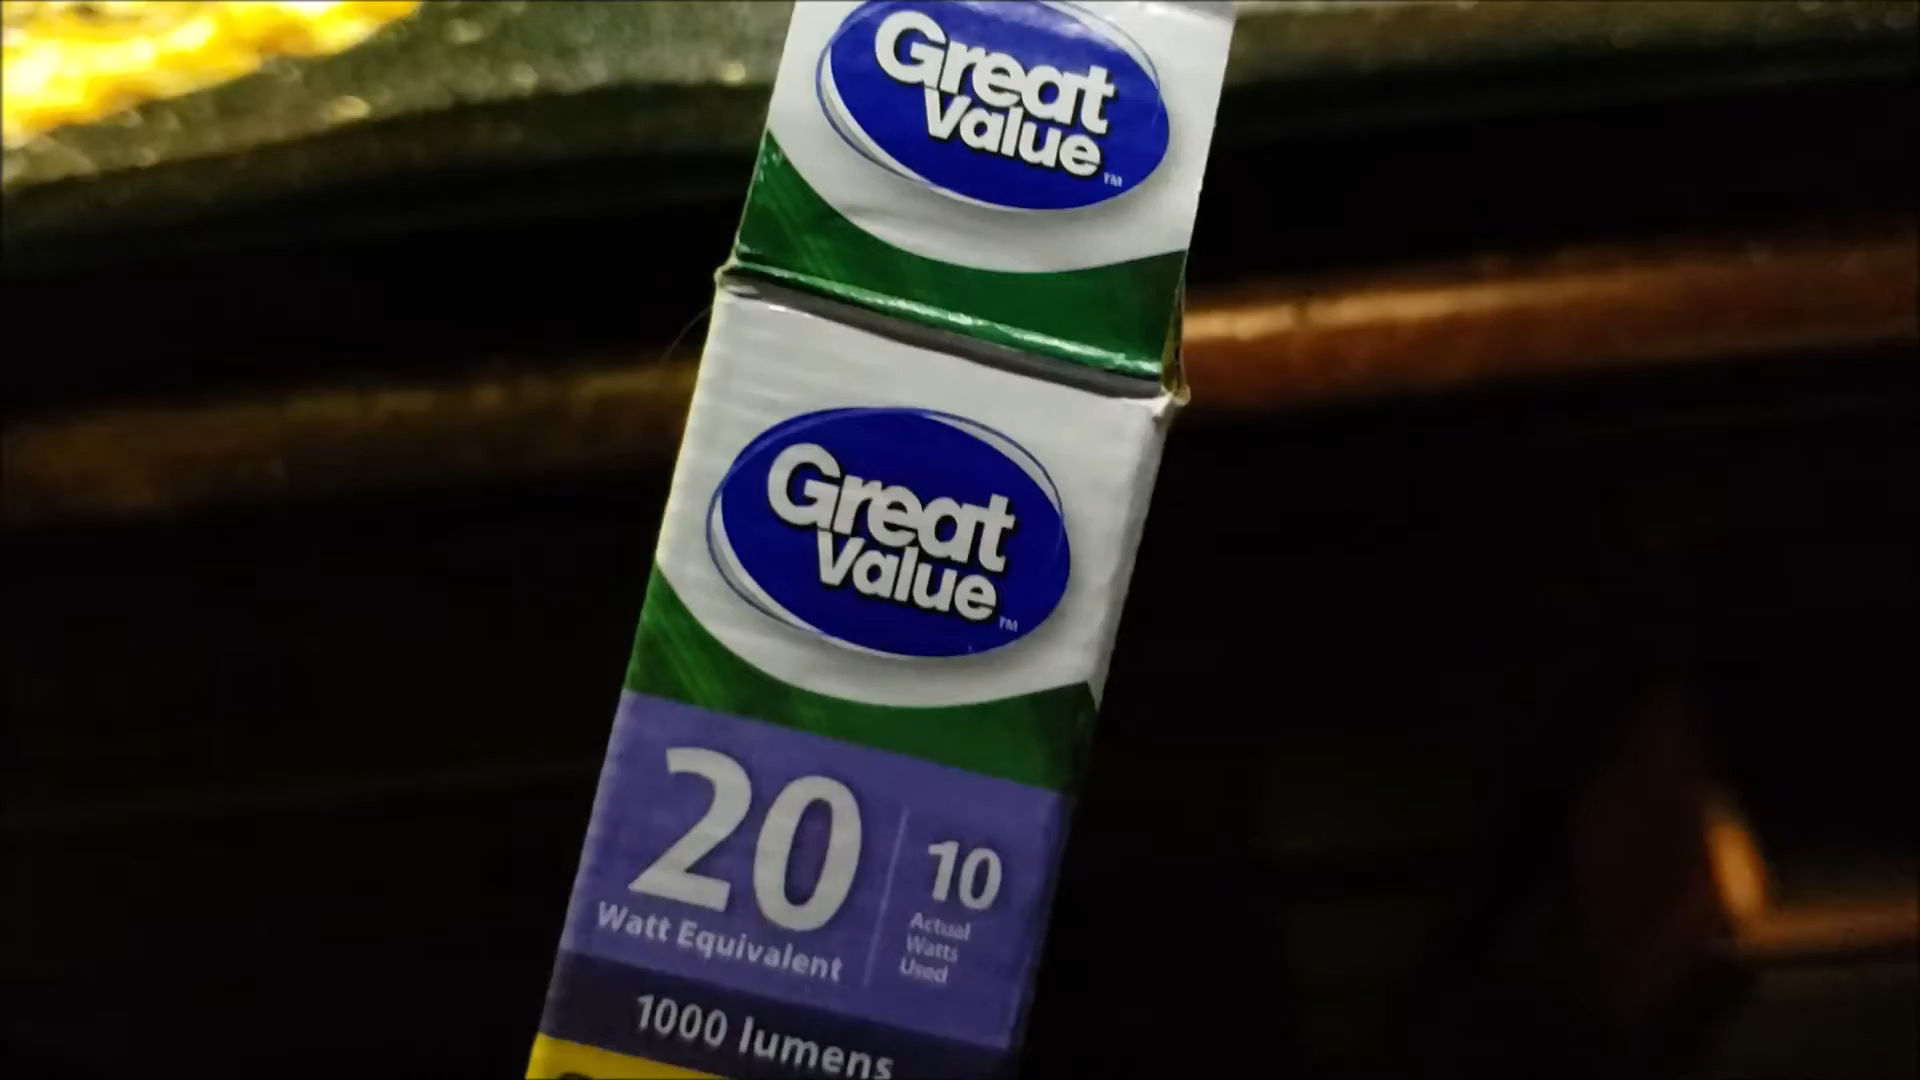 Great
Value
TM
Great
Value
TM
20
Watt Equivalent
10
Actual
Watts
Used
1000 lumens